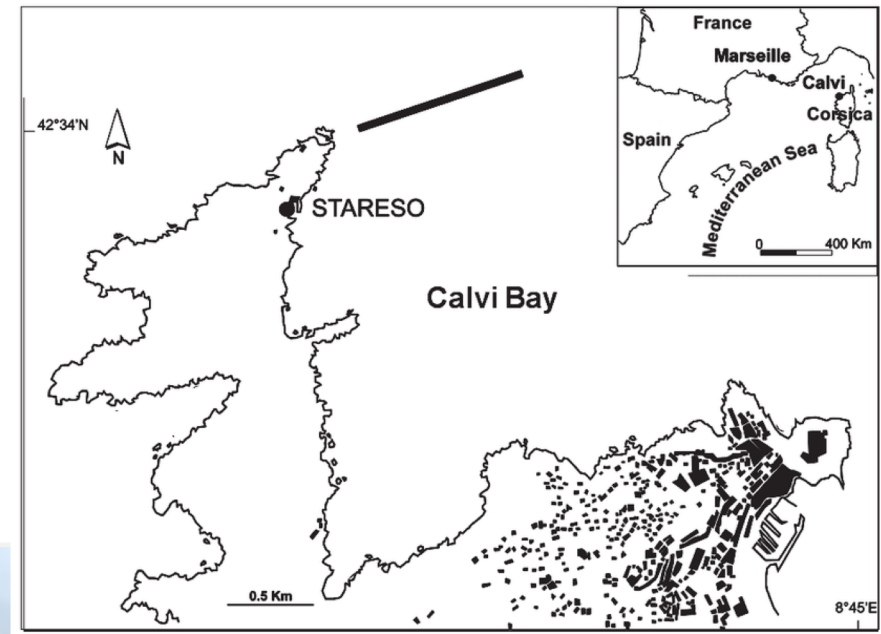 France
Marseille
Calvi
Corsica
Spain
Mediterranean Sea
0 400 Km
42°34'N
N
STARESO
Calvi Bay
0.5 Km
8°45'E